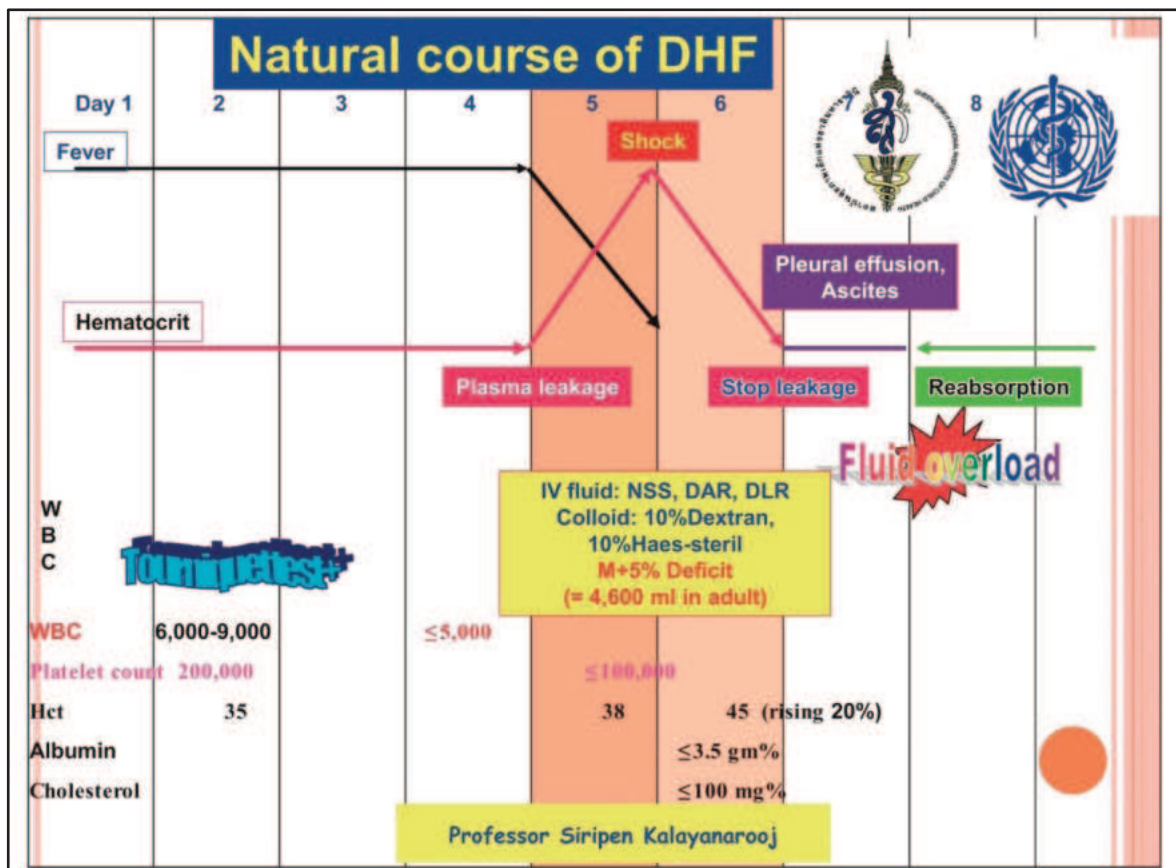 Natural course of DHF
Day 1 2 3 4 5 6 7 8 9
Shock
Fever
Pleural effusion,
Ascites
Hematocrit
Plasma leakage
Stop leakage
Reabsorption
Fluid overload
IV fluid: NSS, DAR, DLR
Colloid: 10%Dextran,
10%Haes-steril
M+5% Deficit
(= 4,600 ml in adult)
W
B
C
Tourniquet test+
WBC 6,000-9,000 ≤5,000
Platelet count 200,000 ≤100,000
Hct 35 38 45 (rising 20%)
Albumin ≤3.5 gm%
Cholesterol ≤100 mg%
Professor Siripen Kalayanarooj